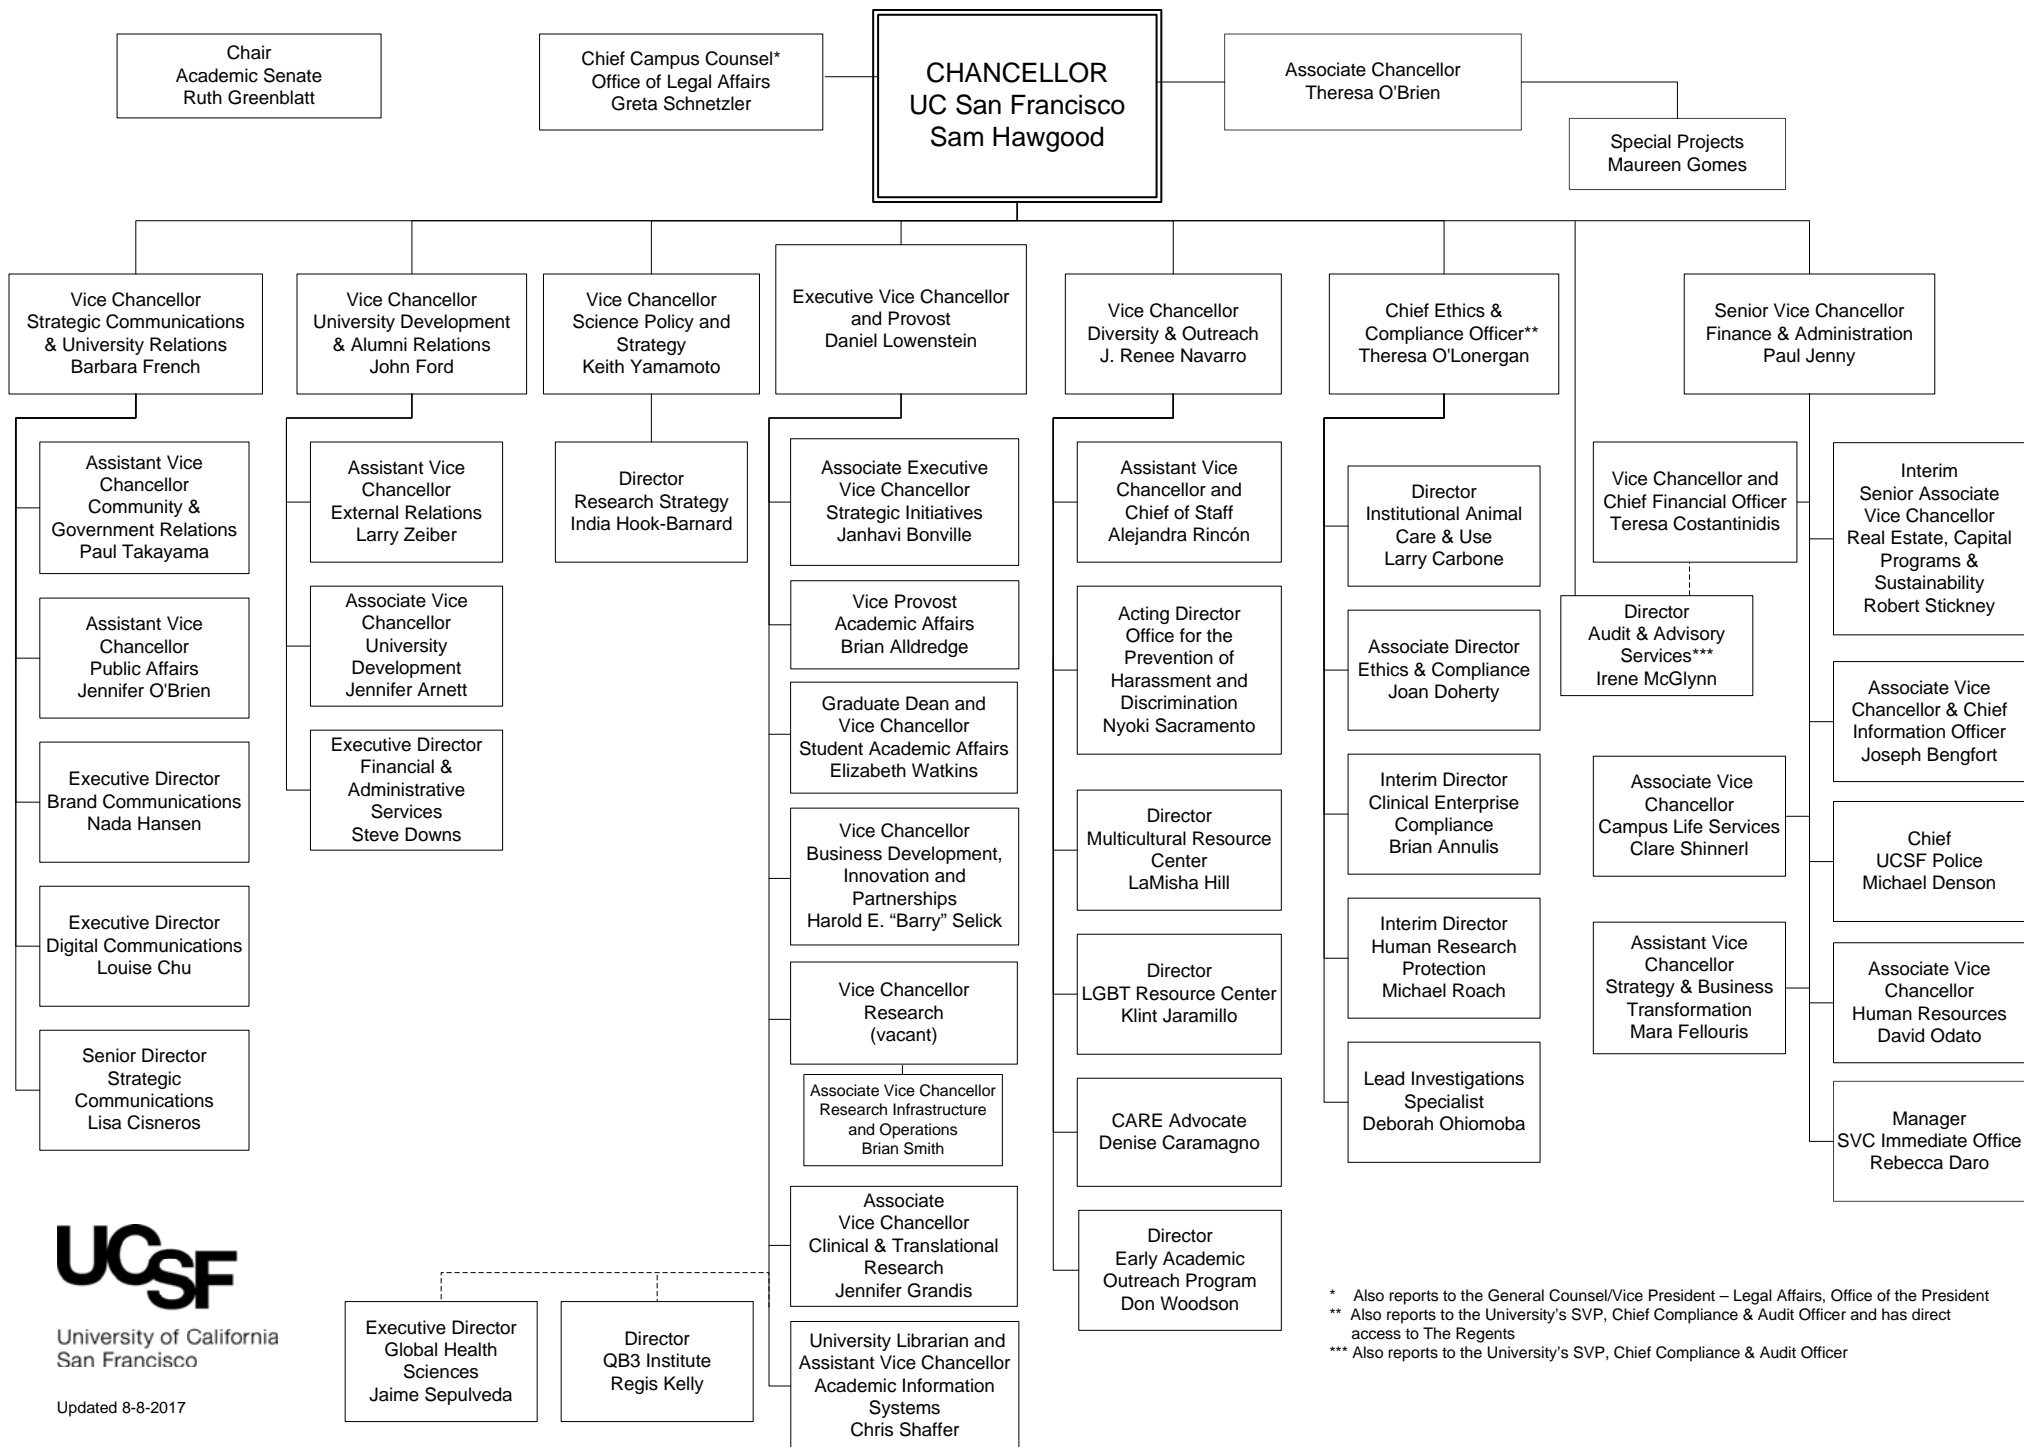 Chair
Academic Senate
Ruth Greenblatt
Chief Campus Counsel*
Office of Legal Affairs
Greta Schnetzler
CHANCELLOR
UC San Francisco
Sam Hawgood
Associate Chancellor
Theresa O'Brien
Special Projects
Maureen Gomes
Vice Chancellor
Strategic Communications
& University Relations
Barbara French
Vice Chancellor
University Development
& Alumni Relations
John Ford
Vice Chancellor
Science Policy and
Strategy
Keith Yamamoto
Executive Vice Chancellor
and Provost
Daniel Lowenstein
Vice Chancellor
Diversity & Outreach
J. Renee Navarro
Chief Ethics &
Compliance Officer**
Theresa O'Lonergan
Senior Vice Chancellor
Finance & Administration
Paul Jenny
Assistant Vice
Chancellor
Community &
Government Relations
Paul Takayama
Assistant Vice
Chancellor
Public Affairs
Jennifer O'Brien
Executive Director
Brand Communications
Nada Hansen
Executive Director
Digital Communications
Louise Chu
Senior Director
Strategic
Communications
Lisa Cisneros
Assistant Vice
Chancellor
External Relations
Larry Zeiber
Associate Vice
Chancellor
University
Development
Jennifer Arnett
Executive Director
Financial &
Administrative
Services
Steve Downs
Director
Research Strategy
India Hook-Barnard
Associate Executive
Vice Chancellor
Strategic Initiatives
Janhavi Bonville
Vice Provost
Academic Affairs
Brian Alldredge
Graduate Dean and
Vice Chancellor
Student Academic Affairs
Elizabeth Watkins
Vice Chancellor
Business Development,
Innovation and
Partnerships
Harold E. “Barry” Selick
Vice Chancellor
Research
(vacant)
Associate Vice Chancellor
Research Infrastructure
and Operations
Brian Smith
Associate
Vice Chancellor
Clinical & Translational
Research
Jennifer Grandis
University Librarian and
Assistant Vice Chancellor
Academic Information
Systems
Chris Shaffer
Executive Director
Global Health
Sciences
Jaime Sepulveda
Director
QB3 Institute
Regis Kelly
Assistant Vice
Chancellor and
Chief of Staff
Alejandra Rincón
Acting Director
Office for the
Prevention of
Harassment and
Discrimination
Nyoki Sacramento
Director
Multicultural Resource
Center
LaMisha Hill
Director
LGBT Resource Center
Klint Jaramillo
CARE Advocate
Denise Caramagno
Director
Early Academic
Outreach Program
Don Woodson
Director
Institutional Animal
Care & Use
Larry Carbone
Associate Director
Ethics & Compliance
Joan Doherty
Interim Director
Clinical Enterprise
Compliance
Brian Annulis
Interim Director
Human Research
Protection
Michael Roach
Lead Investigations
Specialist
Deborah Ohiomoba
Vice Chancellor and
Chief Financial Officer
Teresa Costantinidis
Director
Audit & Advisory
Services***
Irene McGlynn
Associate Vice
Chancellor
Campus Life Services
Clare Shinnerl
Assistant Vice
Chancellor
Strategy & Business
Transformation
Mara Fellouris
Interim
Senior Associate
Vice Chancellor
Real Estate, Capital
Programs &
Sustainability
Robert Stickney
Associate Vice
Chancellor & Chief
Information Officer
Joseph Bengfort
Chief
UCSF Police
Michael Denson
Associate Vice
Chancellor
Human Resources
David Odato
Manager
SVC Immediate Office
Rebecca Daro
UCSF
University of California
San Francisco
Updated 8-8-2017
* Also reports to the General Counsel/Vice President – Legal Affairs, Office of the President
** Also reports to the University’s SVP, Chief Compliance & Audit Officer and has direct
access to The Regents
*** Also reports to the University’s SVP, Chief Compliance & Audit Officer